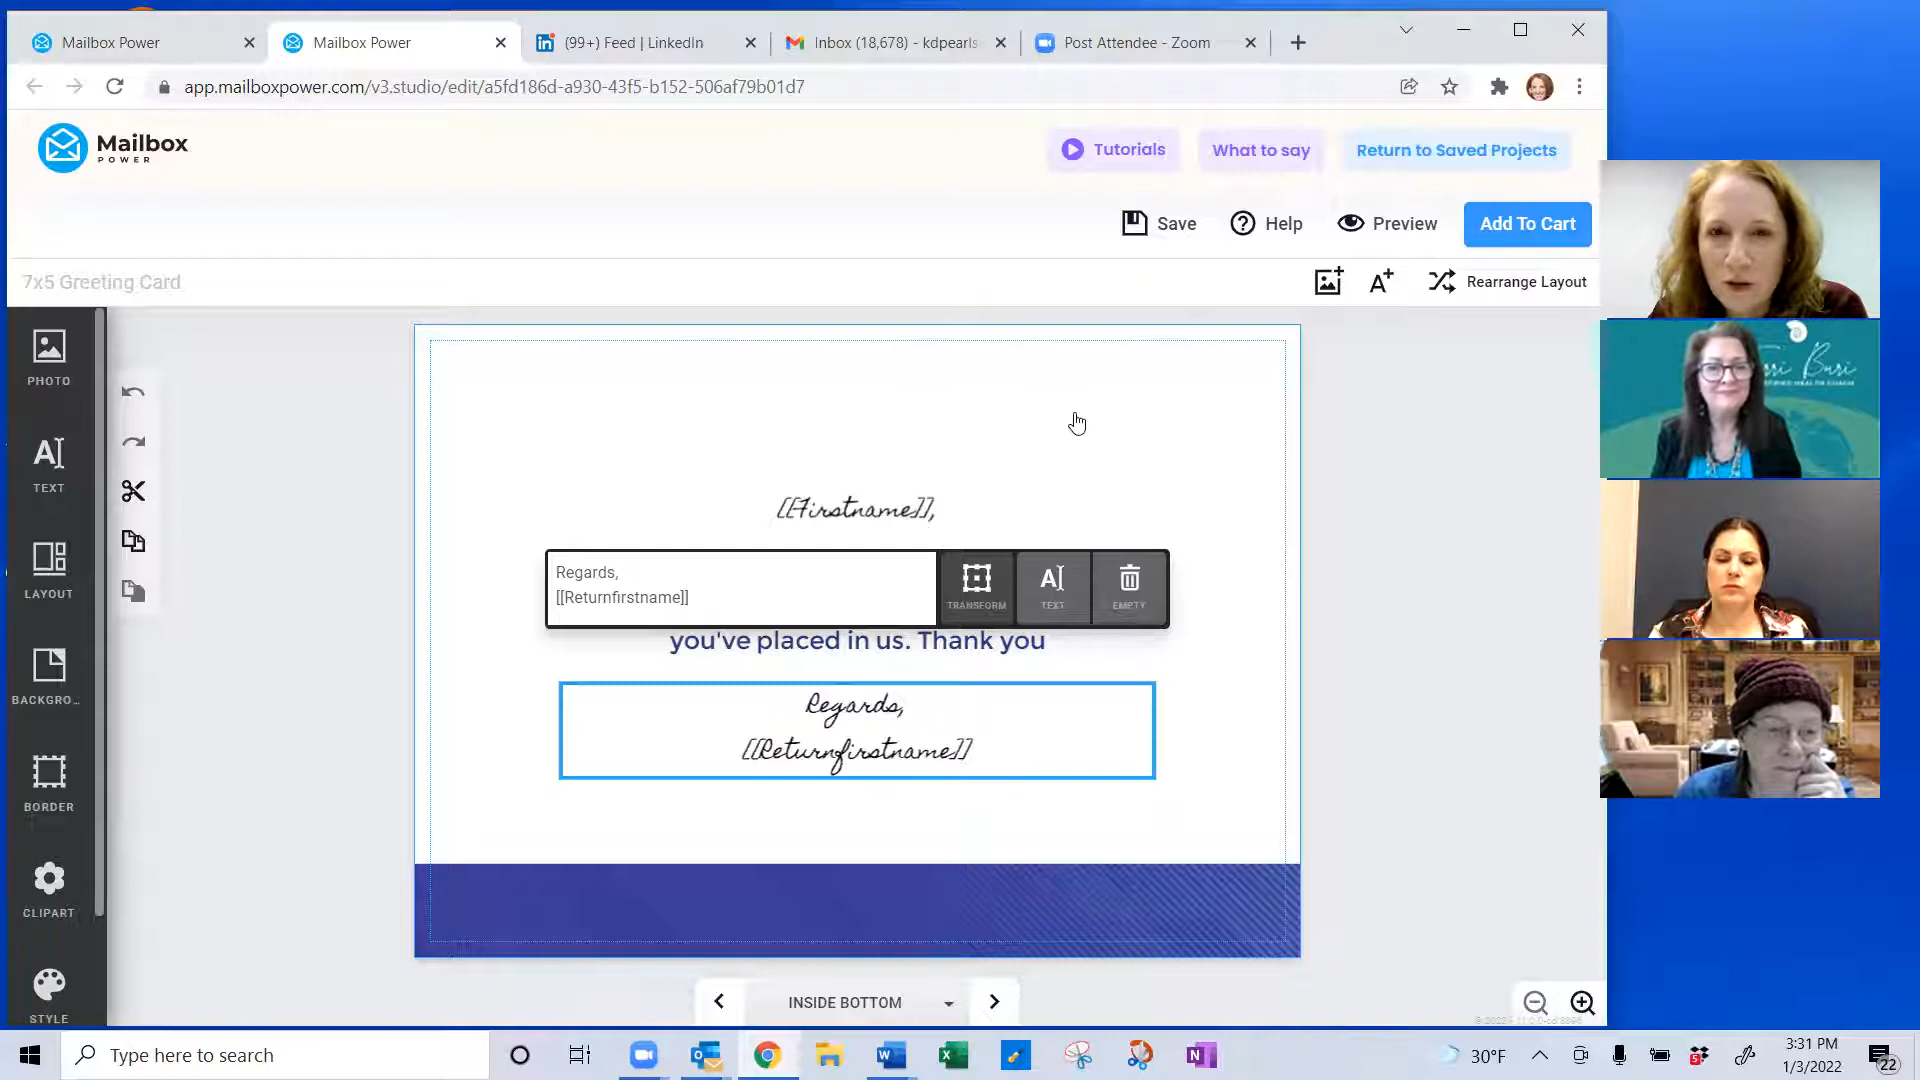 Mailbox Power
Mailbox Power
(99+) Feed | LinkedIn
Inbox (18,678) - kdpearls
Post Attendee - Zoom
app.mailboxpower.com/v3.studio/edit/a5fd186d-a930-43f5-b152-506af79b01d7
Mailbox
POWER
Tutorials
What to say
Return to Saved Projects
Save
Help
Preview
Add To Cart
7x5 Greeting Card
Rearrange Layout
PHOTO
TEXT
LAYOUT
BACKGRO...
BORDER
CLIPART
STYLE
[[Firstname]],
Regards,
[[Returnfirstname]]
TRANSFORM
TEXT
EMPTY
you've placed in us. Thank you
Regards,
[[Returnfirstname]]
INSIDE BOTTOM
Type here to search
30°F
3:31 PM
1/3/2022
22